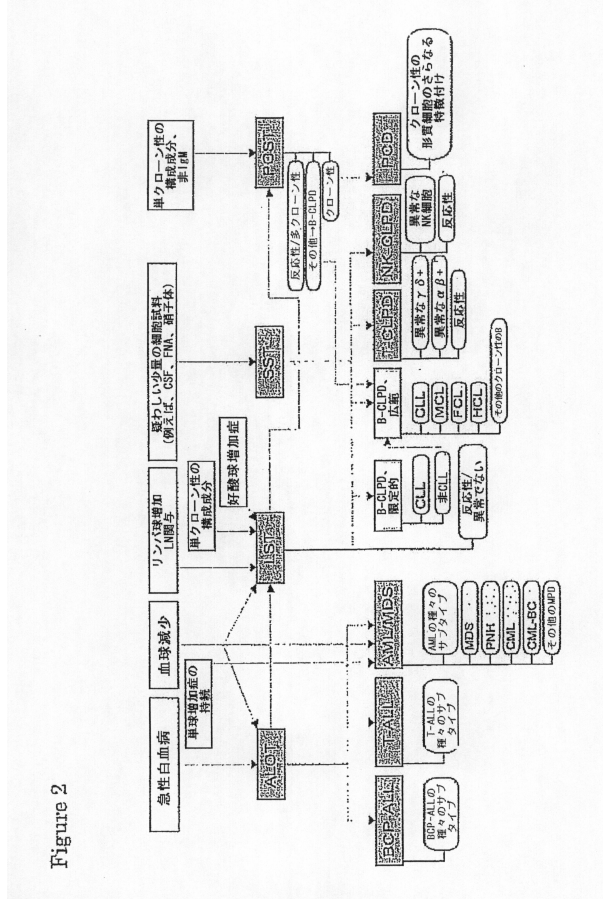 Figure 2
急性白血病
血球減少
リンパ球増加
LN関与
疑わしい少量の細胞試料
(例えば、CSF、FNA、硝子体)
単クローン性の
構成成分、
非IgM
単球増加症の
持続
単クローン性の
構成成分
好酸球増加症
ALOT
LST
SST
PCST
反応性/多クローン性
その他→B-CLPD
クローン性
BCP-ALL
T-ALL
AML/MDS
B-CLPD、
限定的
B-CLPD、
広範
T-CLPD
NK-CLPD
PCD
BCP-ALLの
種々のサブ
タイプ
T-ALLの
種々のサブ
タイプ
AMLの種々の
サブタイプ
MDS
PNH
CML
CML-BC
その他のMPD
CLL
非CLL
反応性/
異常でない
CLL
MCL
FCL
HCL
その他のクローン性のB
異常なγδ+
異常なαβ+
反応性
異常な
NK細胞
反応性
クローン性の
形質細胞のさらなる
特徴付け